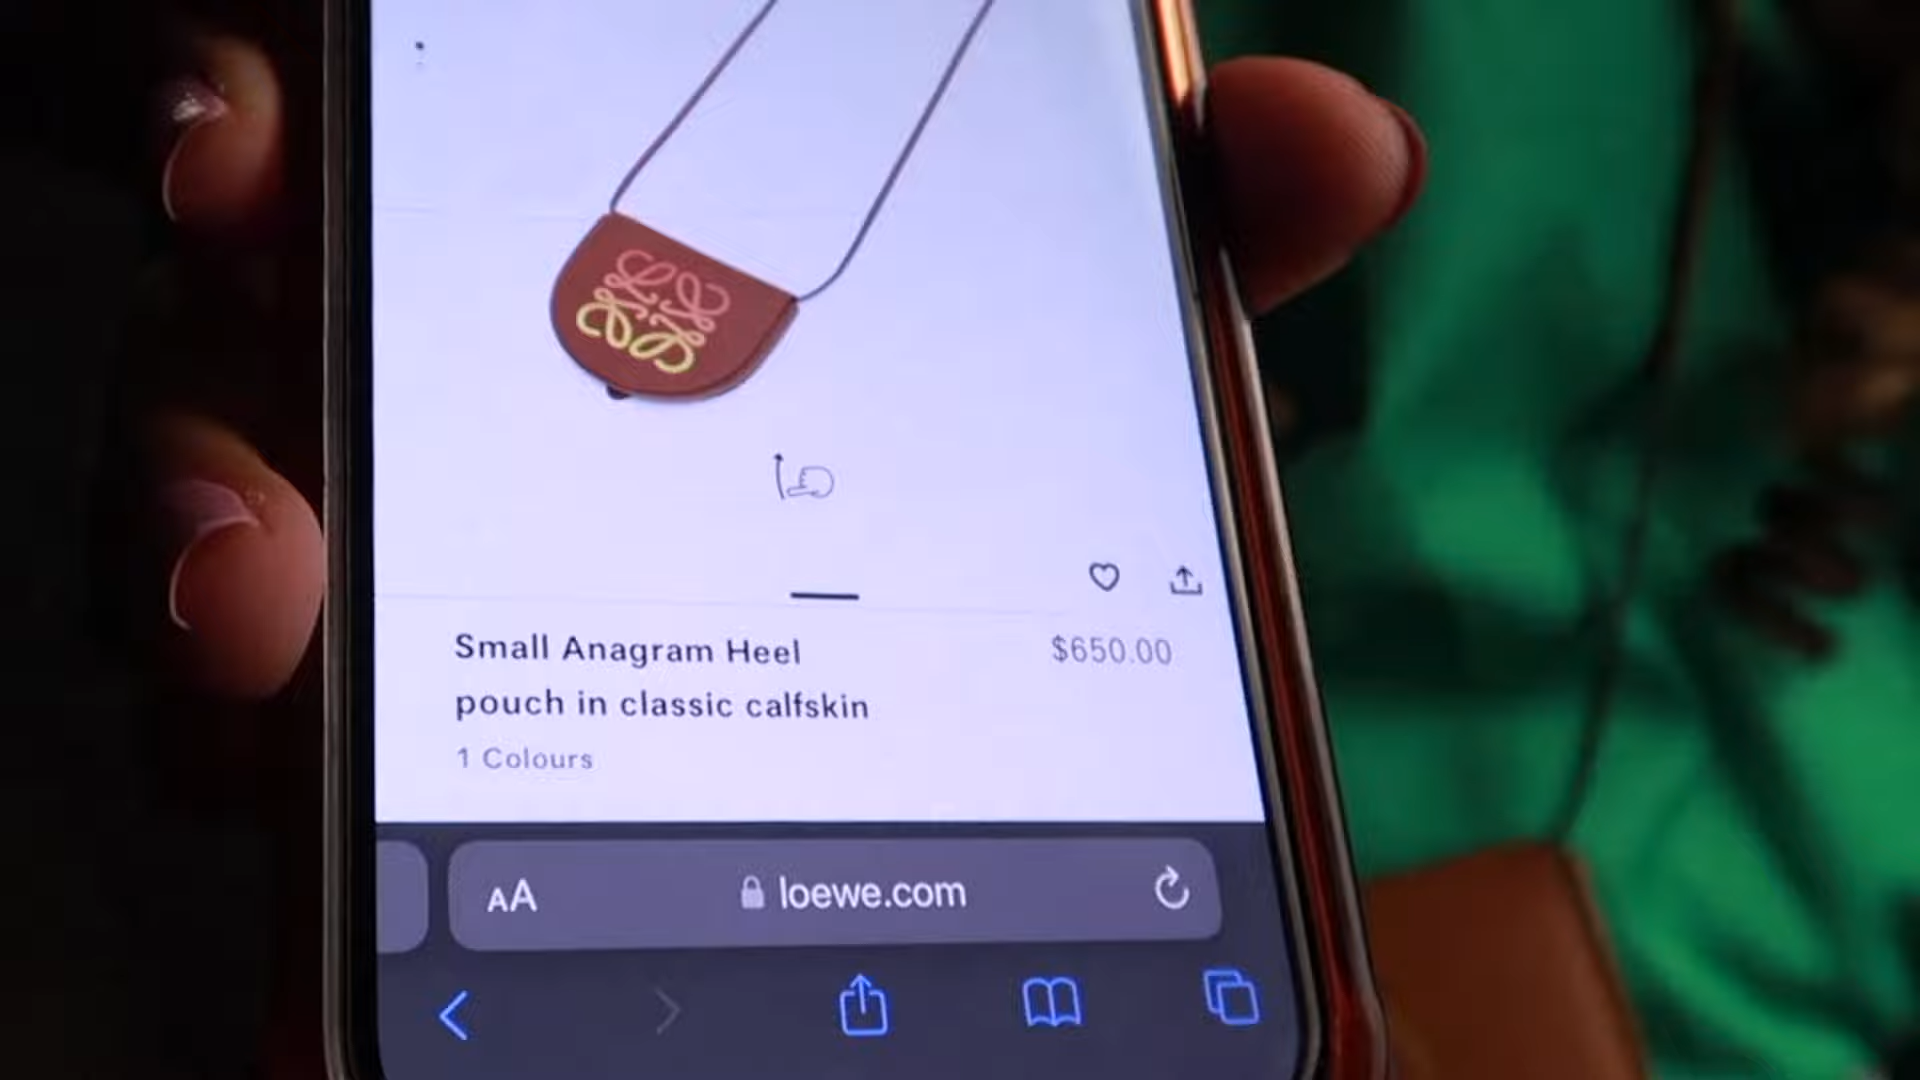 Small Anagram Heel
pouch in classic calfskin
$650.00
1 Colours
AA
loewe.com